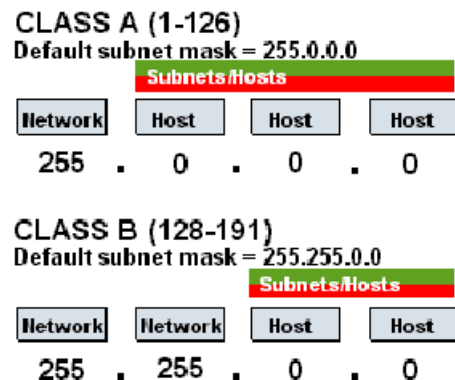 CLASS A (1-126)
Default subnet mask = 255.0.0.0
Subnets/Hosts
Network Host Host Host
255 . 0 . 0 . 0
CLASS B (128-191)
Default subnet mask = 255.255.0.0
Subnets/Hosts
Network Network Host Host
255 . 255 . 0 . 0